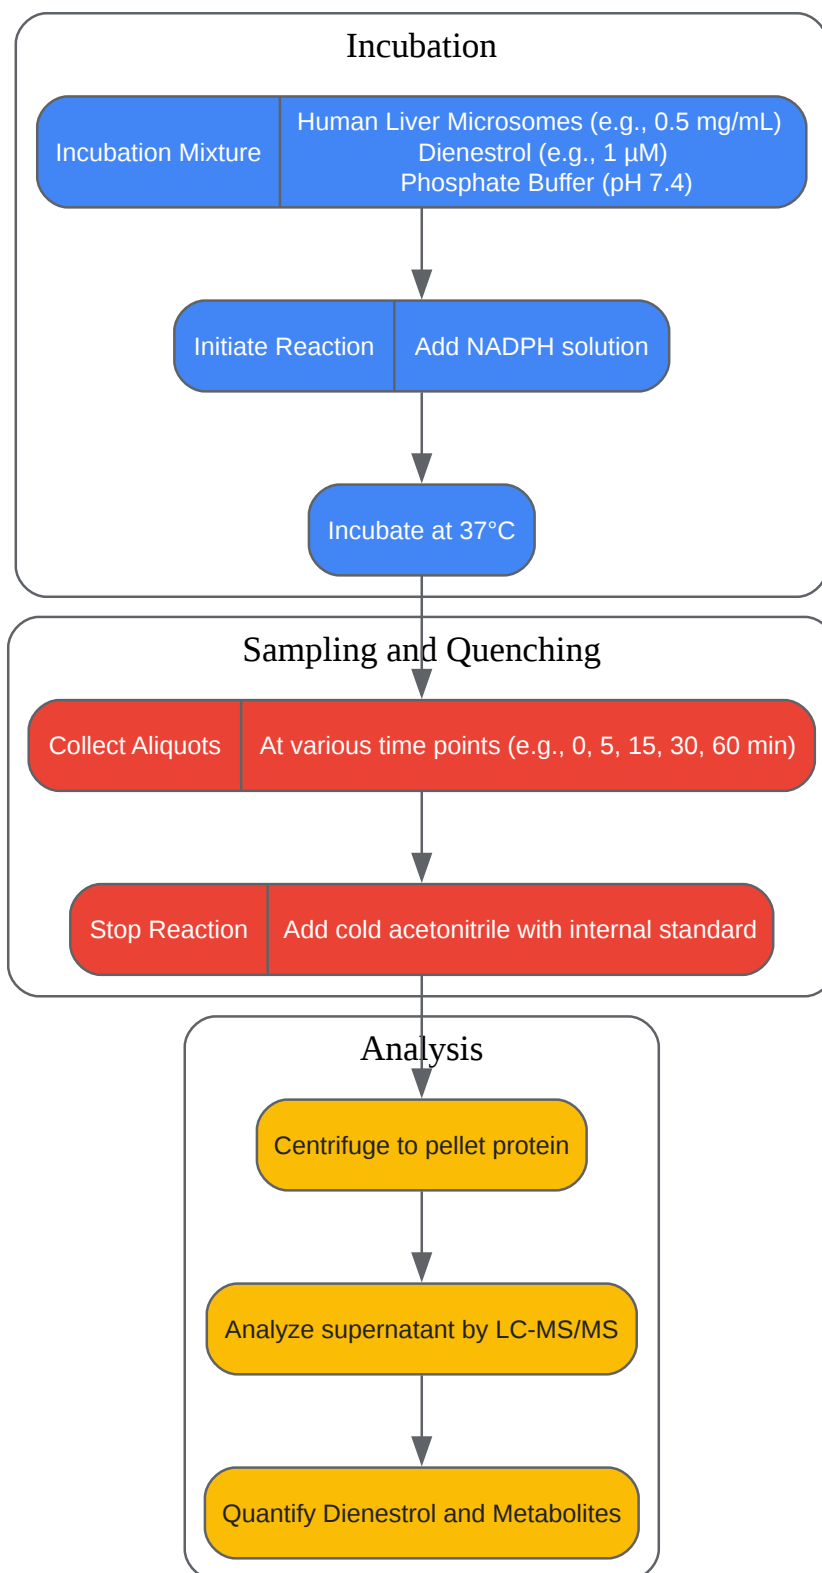 Incubation
Incubation Mixture
Human Liver Microsomes (e.g., 0.5 mg/mL)
Dienestrol (e.g., 1 µM)
Phosphate Buffer (pH 7.4)
Initiate Reaction
Add NADPH solution
Incubate at 37°C
Sampling and Quenching
Collect Aliquots
At various time points (e.g., 0, 5, 15, 30, 60 min)
Stop Reaction
Add cold acetonitrile with internal standard
Analysis
Centrifuge to pellet protein
Analyze supernatant by LC-MS/MS
Quantify Dienestrol and Metabolites